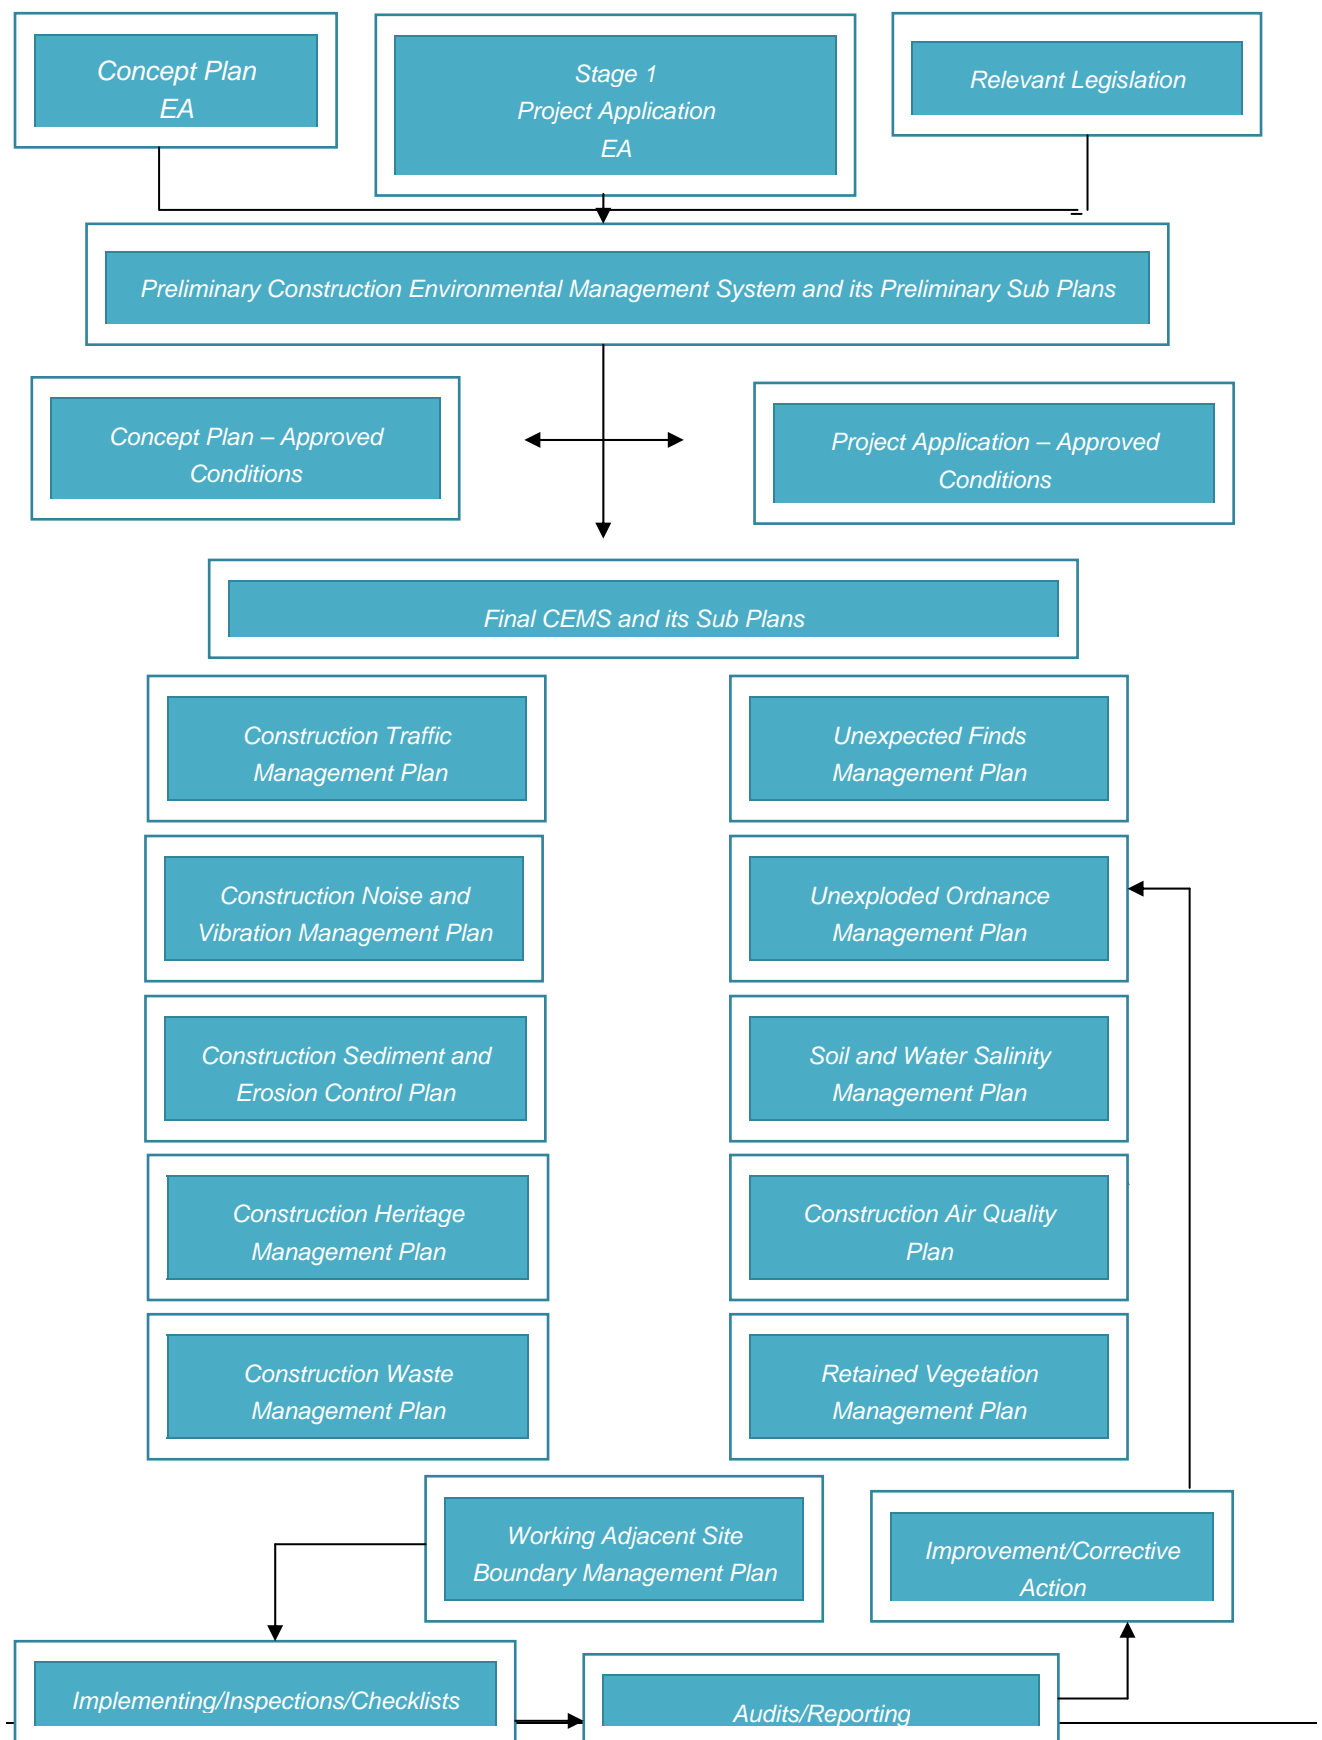 Concept Plan
EA
Stage 1
Project Application
EA
Relevant Legislation
Preliminary Construction Environmental Management System and its Preliminary Sub Plans
Concept Plan – Approved
Conditions
Project Application – Approved
Conditions
Final CEMS and its Sub Plans
Construction Traffic
Management Plan
Unexpected Finds
Management Plan
Construction Noise and
Vibration Management Plan
Unexploded Ordnance
Management Plan
Construction Sediment and
Erosion Control Plan
Soil and Water Salinity
Management Plan
Construction Heritage
Management Plan
Construction Air Quality
Plan
Construction Waste
Management Plan
Retained Vegetation
Management Plan
Working Adjacent Site
Boundary Management Plan
Improvement/Corrective
Action
Implementing/Inspections/Checklists
Audits/Reporting